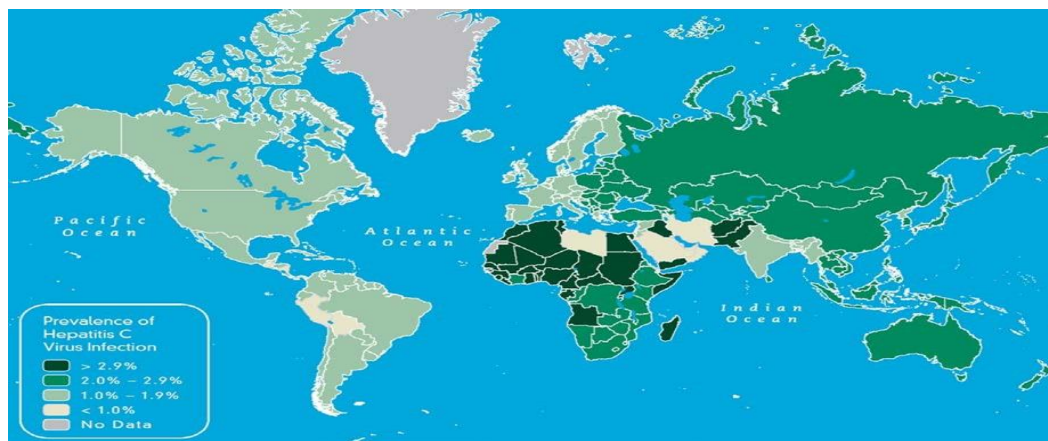 Pacific
Ocean
Atlantic
Ocean
Indian
Ocean
Prevalence of
Hepatitis C
Virus Infection
> 2.9%
2.0% – 2.9%
1.0% – 1.9%
< 1.0%
No Data